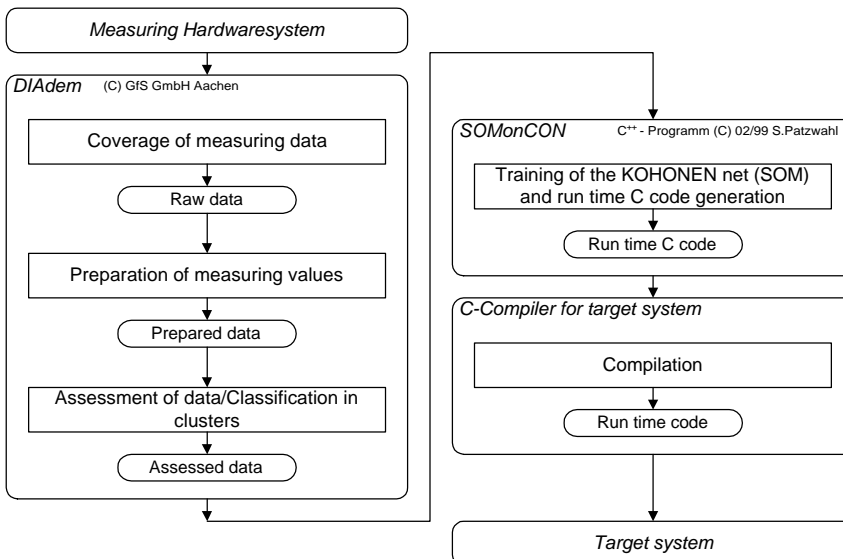 Measuring Hardwaresystem
DIAdem (C) GfS GmbH Aachen
Coverage of measuring data
Raw data
Preparation of measuring values
Prepared data
Assessment of data/Classification in
clusters
Assessed data
SOMonCON C++ - Programm (C) 02/99 S.Patzwahl
Training of the KOHONEN net (SOM)
and run time C code generation
Run time C code
C-Compiler for target system
Compilation
Run time code
Target system